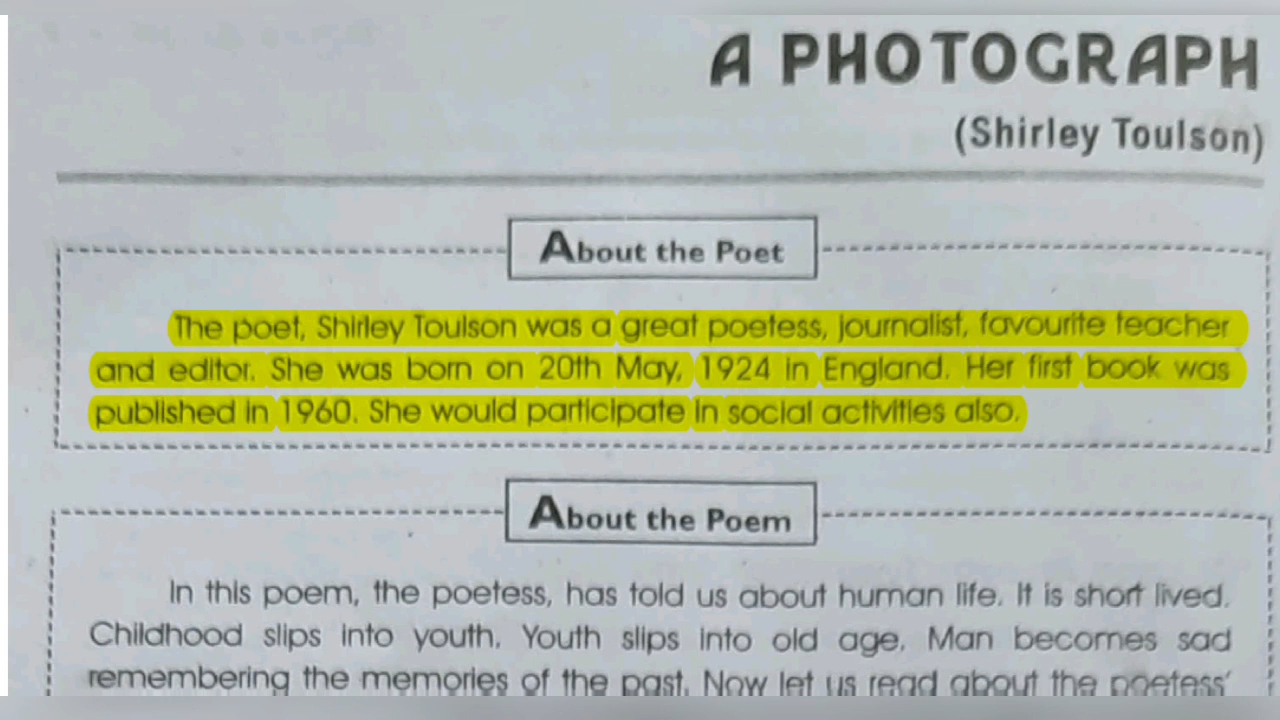 A PHOTOGRAPH
(Shirley Toulson)
About the Poet
The poet, Shirley Toulson was a great poetess, journalist, favourite teacher
and editor. She was born on 20th May, 1924 in England. Her first book was
published in 1960. She would participate in social activities also.
About the Poem
In this poem, the poetess, has told us about human life. It is short lived.
Childhood slips into youth. Youth slips into old age. Man becomes sad
remembering the memories of the past. Now let us read about the poetess'